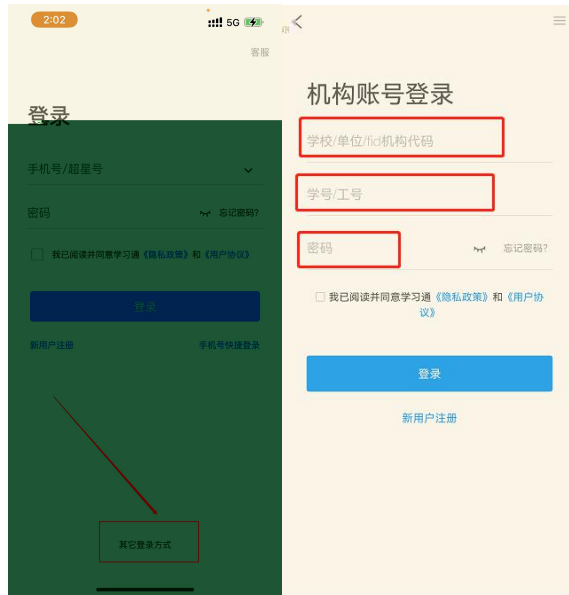 2:02
5G
客服
登录
手机号/超星号
密码
忘记密码?
我已阅读并同意学习通《隐私政策》和《用户协议》
登录
新用户注册
手机号快捷登录
其它登录方式
机构账号登录
学校/单位/fid机构代码
学号/工号
密码
忘记密码?
我已阅读并同意学习通《隐私政策》和《用户协
议》
登录
新用户注册